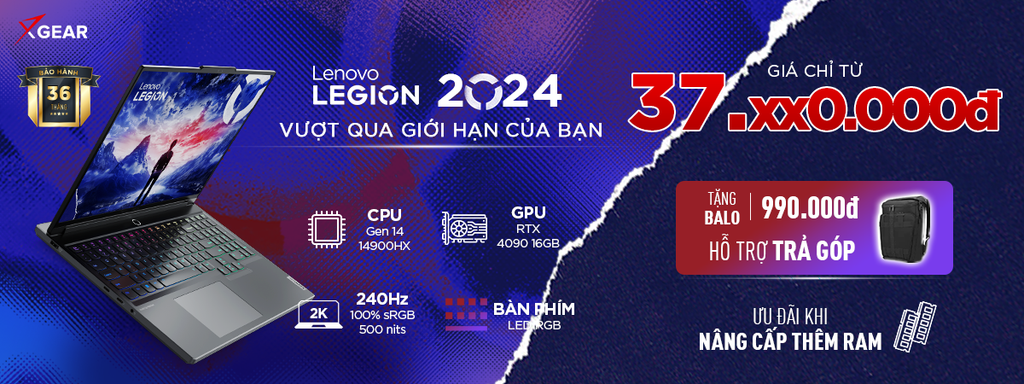 XGEAR
BẢO HÀNH
36
THÁNG
Lenovo
LEGION
Lenovo
LEGION 2024
VƯỢT QUA GIỚI HẠN CỦA BẠN
CPU
Gen 14
14900HX
GPU
RTX
4090 16GB
2K
240Hz
100% sRGB
500 nits
BÀN PHÍM
LED RGB
GIÁ CHỈ TỪ
37.xx0.000đ
TẶNG
BALO
990.000đ
HỖ TRỢ TRẢ GÓP
ƯU ĐÃI KHI
NÂNG CẤP THÊM RAM